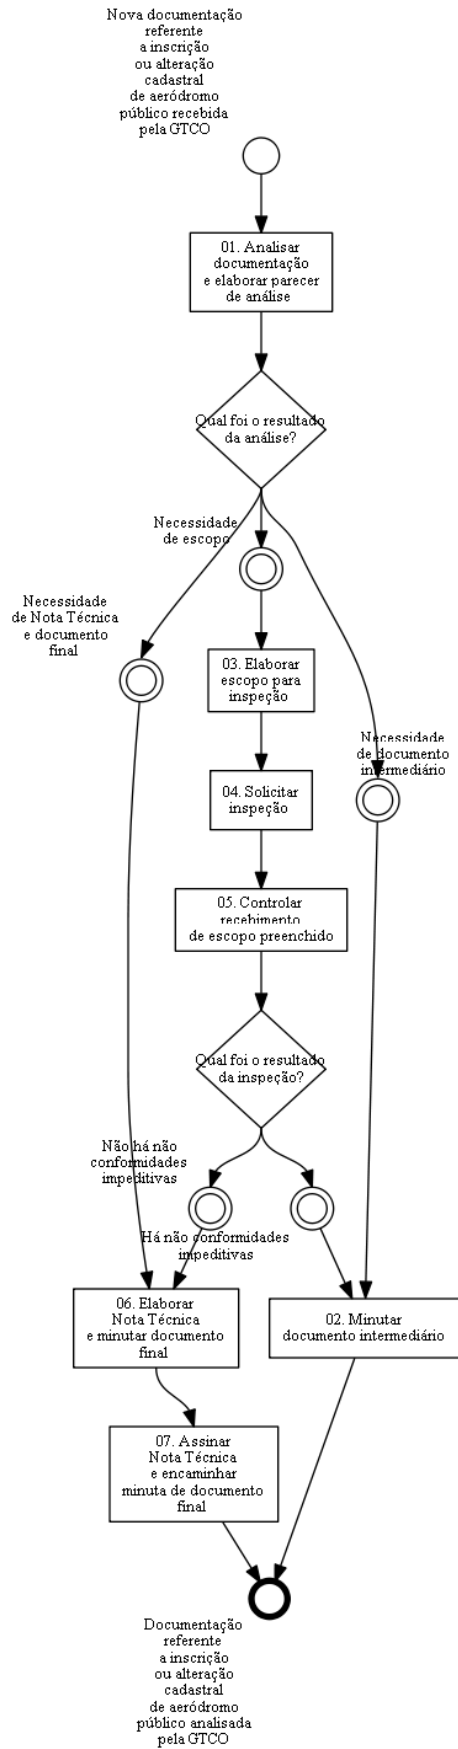 Nova documentação
referente
a inscrição
ou alteração
cadastral
de aeródromo
público recebida
pela GTCO
01. Analisar
documentação
e elaborar parecer
de análise
Qual foi o resultado
da análise?
Necessidade
de escopo
Necessidade
de Nota Técnica
e documento
final
03. Elaborar
escopo para
inspeção
Necessidade
de documento
intermediário
04. Solicitar
inspeção
05. Controlar
recebimento
de escopo preenchido
Qual foi o resultado
da inspeção?
Não há não
conformidades
impeditivas
Há não conformidades
impeditivas
06. Elaborar
Nota Técnica
e minutar documento
final
02. Minutar
documento intermediário
07. Assinar
Nota Técnica
e encaminhar
minuta de documento
final
Documentação
referente
a inscrição
ou alteração
cadastral
de aeródromo
público analisada
pela GTCO